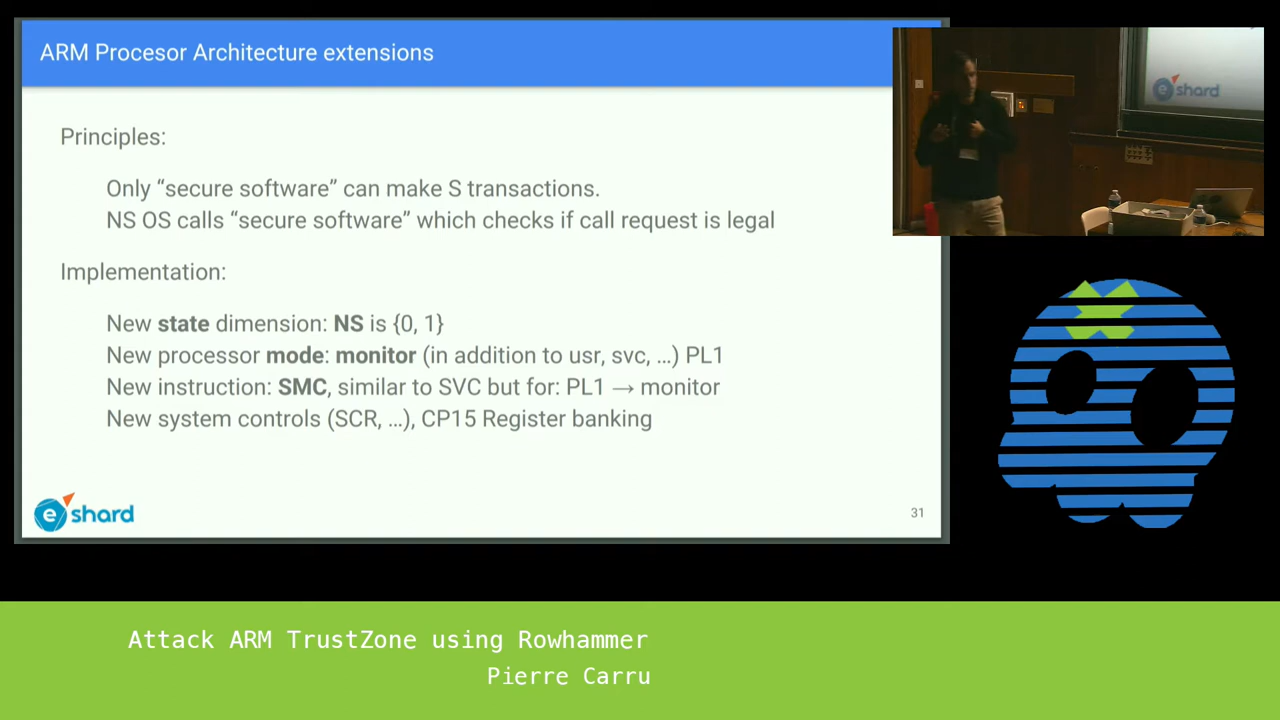 ARM Procesor Architecture extensions
Principles:
Only “secure software” can make S transactions.
NS OS calls “secure software” which checks if call request is legal
Implementation:
New state dimension: NS is {0, 1}
New processor mode: monitor (in addition to usr, svc, …) PL1
New instruction: SMC, similar to SVC but for: PL1 → monitor
New system controls (SCR, …), CP15 Register banking
eshard
31
eshard
Attack ARM TrustZone using Rowhammer
Pierre Carru